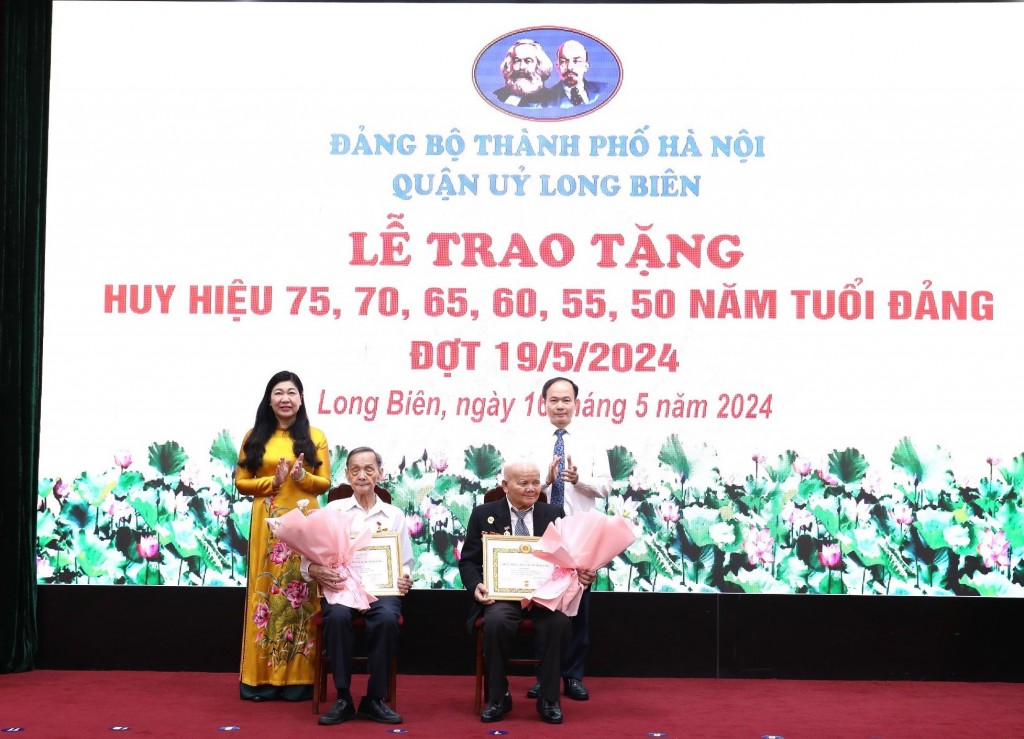 ĐẢNG BỘ THÀNH PHỐ HÀ NỘI
QUẬN UỶ LONG BIÊN
LỄ TRAO TẶNG
HUY HIỆU 75, 70, 65, 60, 55, 50 NĂM TUỔI ĐẢNG
ĐỢT 19/5/2024
Long Biên, ngày 5 năm 2024